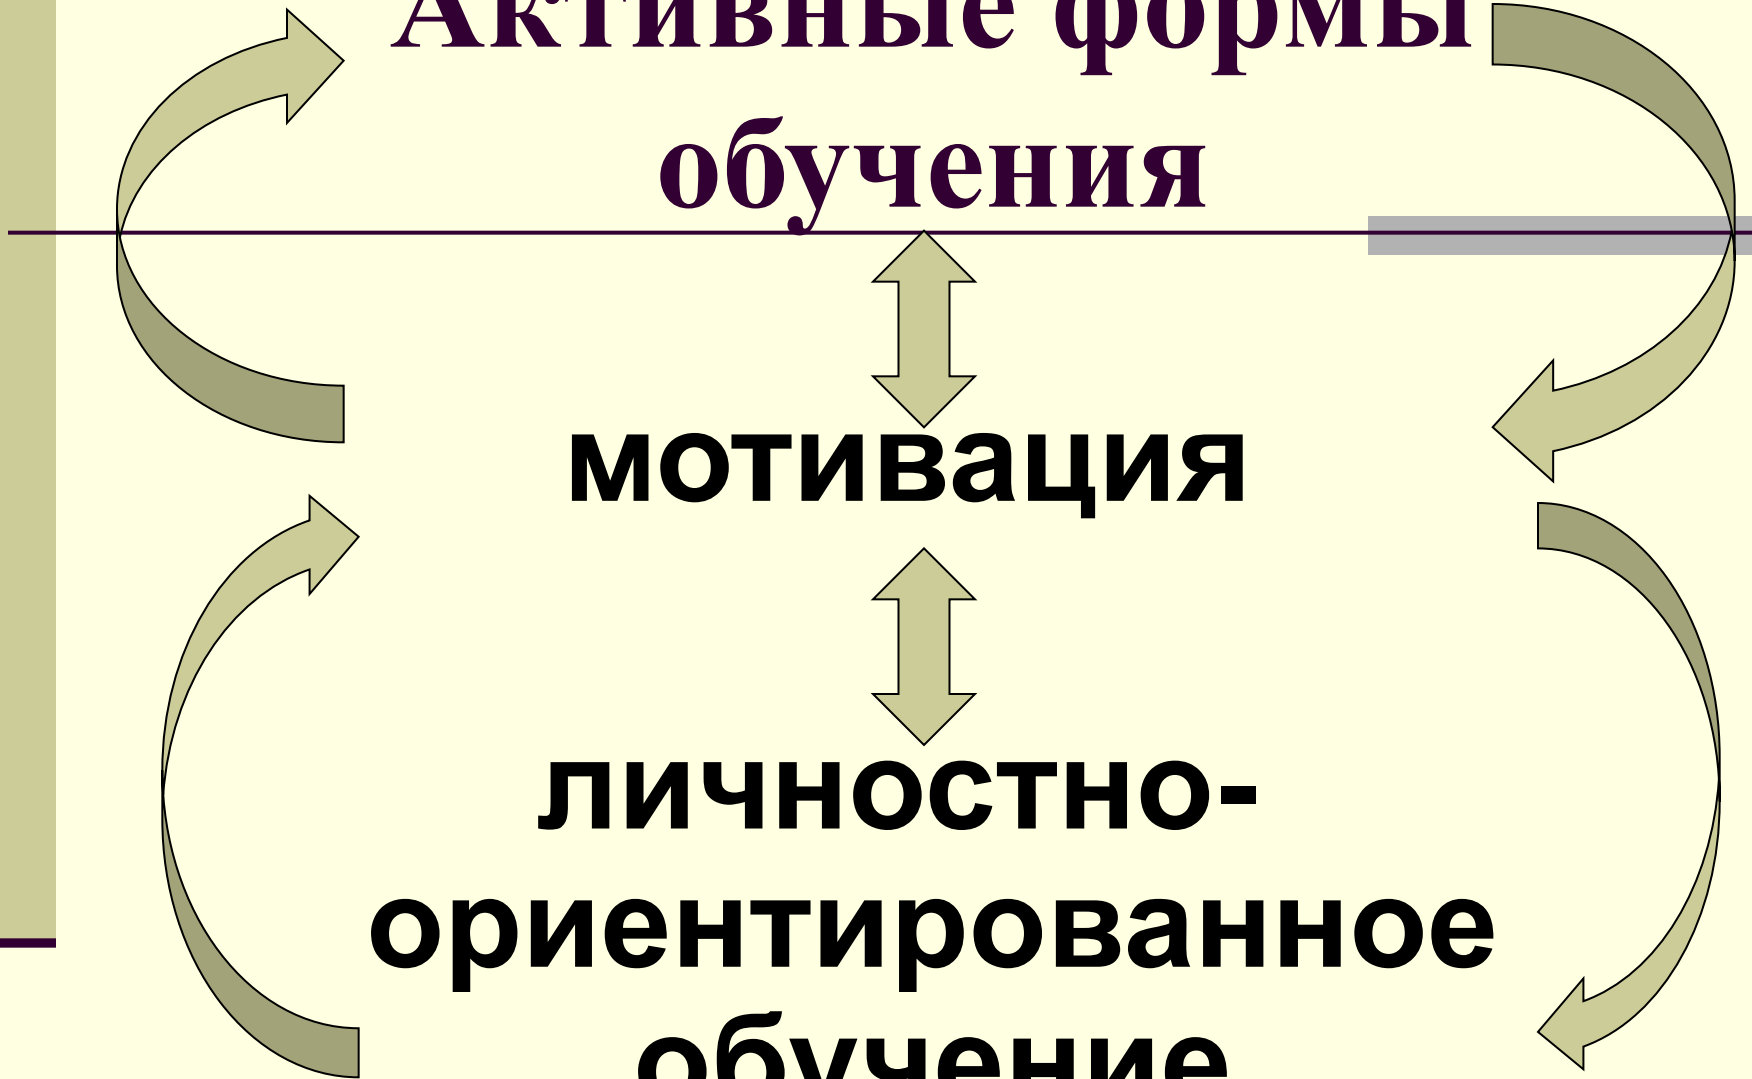 Активные формы
обучения
мотивация
личностно-
ориентированное
обучение